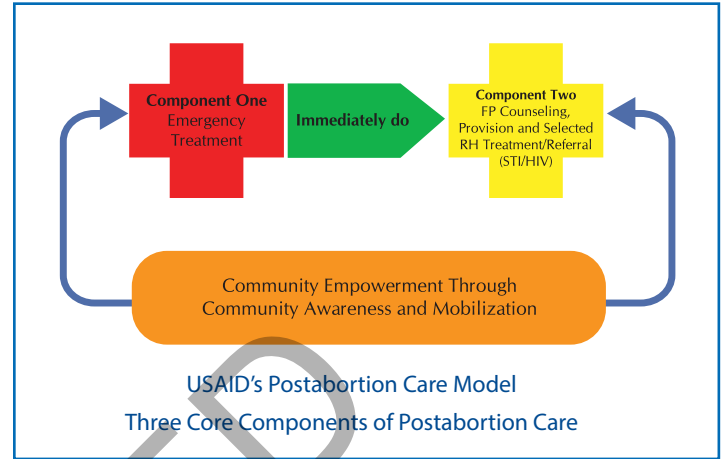 Component One
Emergency
Treatment
Immediately do
Component Two
FP Counseling,
Provision and Selected
RH Treatment/Referral
(STI/HIV)
Community Empowerment Through
Community Awareness and Mobilization
USAID's Postabortion Care Model
Three Core Components of Postabortion Care